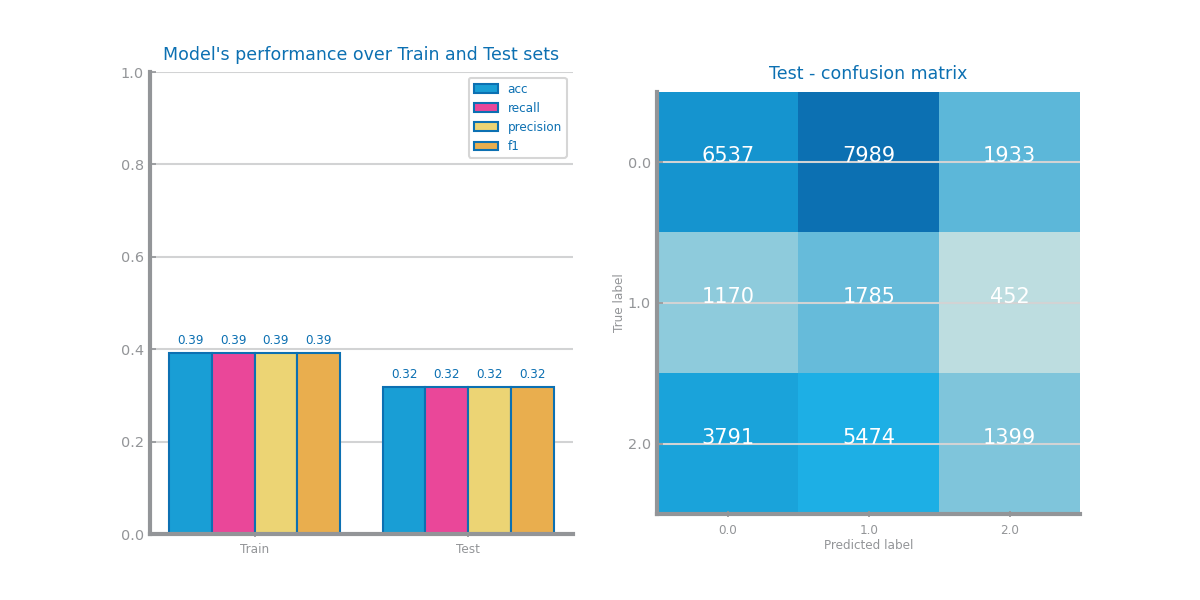 Model's performance over Train and Test sets
1.0
0.8
0.6
0.4
0.2
0.0
acc
recall
precision
f1
0.39 0.39 0.39 0.39
0.32 0.32 0.32 0.32
Train Test
Test - confusion matrix
True label
0.0 6537 7989 1933
1.0 1170 1785 452
2.0 3791 5474 1399
0.0 1.0 2.0
Predicted label